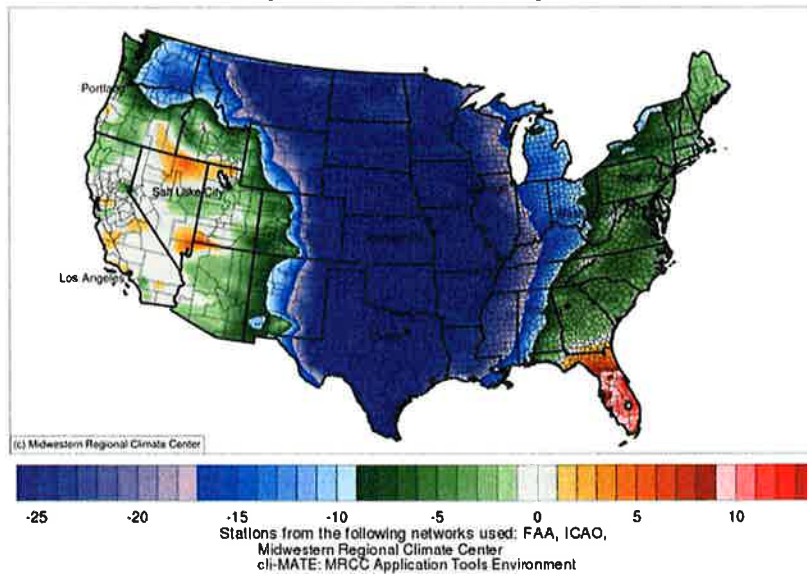 Portland
Salt Lake City
Los Angeles
(c) Midwestern Regional Climate Center
-25 -20 -15 -10 -5 0 5 10
Stations from the following networks used: FAA, ICAO,
Midwestern Regional Climate Center
cli-MATE: MRCC Application Tools Environment